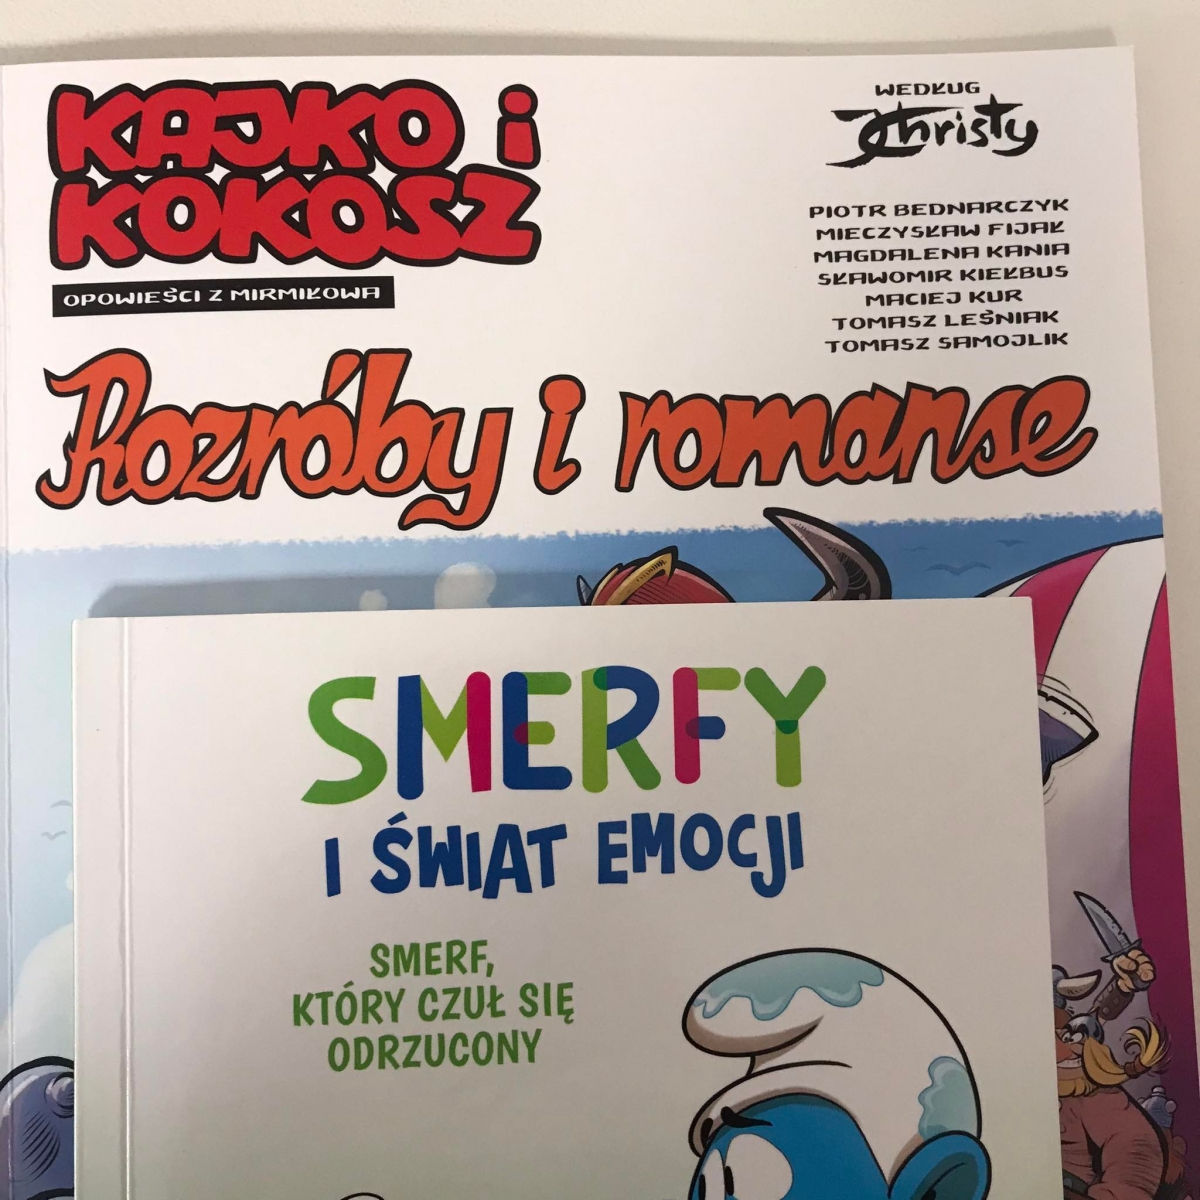 KAJKO i
KOKOSZ
OPOWIEŚCI Z MIRMIŁOWA
WEDŁUG
JChristy
PIOTR BEDNARCZYK
MIECZYSŁAW FIJAŁ
MAGDALENA KANIA
SŁAWOMIR KIEŁBUS
MACIEJ KUR
TOMASZ LEŚNIAK
TOMASZ SAMOJLIK
Rozróby i romanse
SMERFY
I ŚWIAT EMOCJI
SMERF,
KTÓRY CZUŁ SIĘ
ODRZUCONY